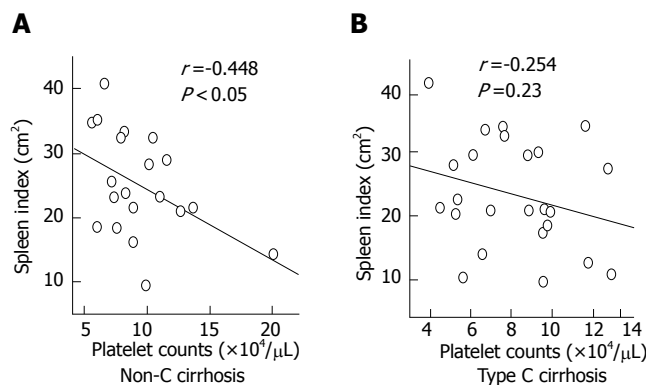 A
r=-0.448
P<0.05
Spleen index (cm²)
40
30
20
10
5 10 15 20
Platelet counts (×10⁴/μL)
Non-C cirrhosis
B
r=-0.254
P=0.23
Spleen index (cm²)
40
30
20
10
4 6 8 10 12 14
Platelet counts (×10⁴/μL)
Type C cirrhosis